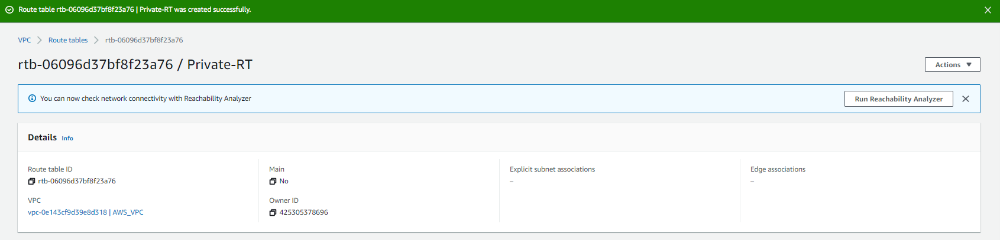 Route table rtb-06096d37bf8f23a76 | Private-RT was created successfully.
VPC
Route tables
rtb-06096d37bf8f23a76
rtb-06096d37bf8f23a76 / Private-RT
Actions
You can now check network connectivity with Reachability Analyzer
Run Reachability Analyzer
Details Info
Route table ID
rtb-06096d37bf8f23a76
VPC
vpc-0e143cf9d39e8d318 | AWS_VPC
Main
No
Owner ID
425305378696
Explicit subnet associations
–
Edge associations
–